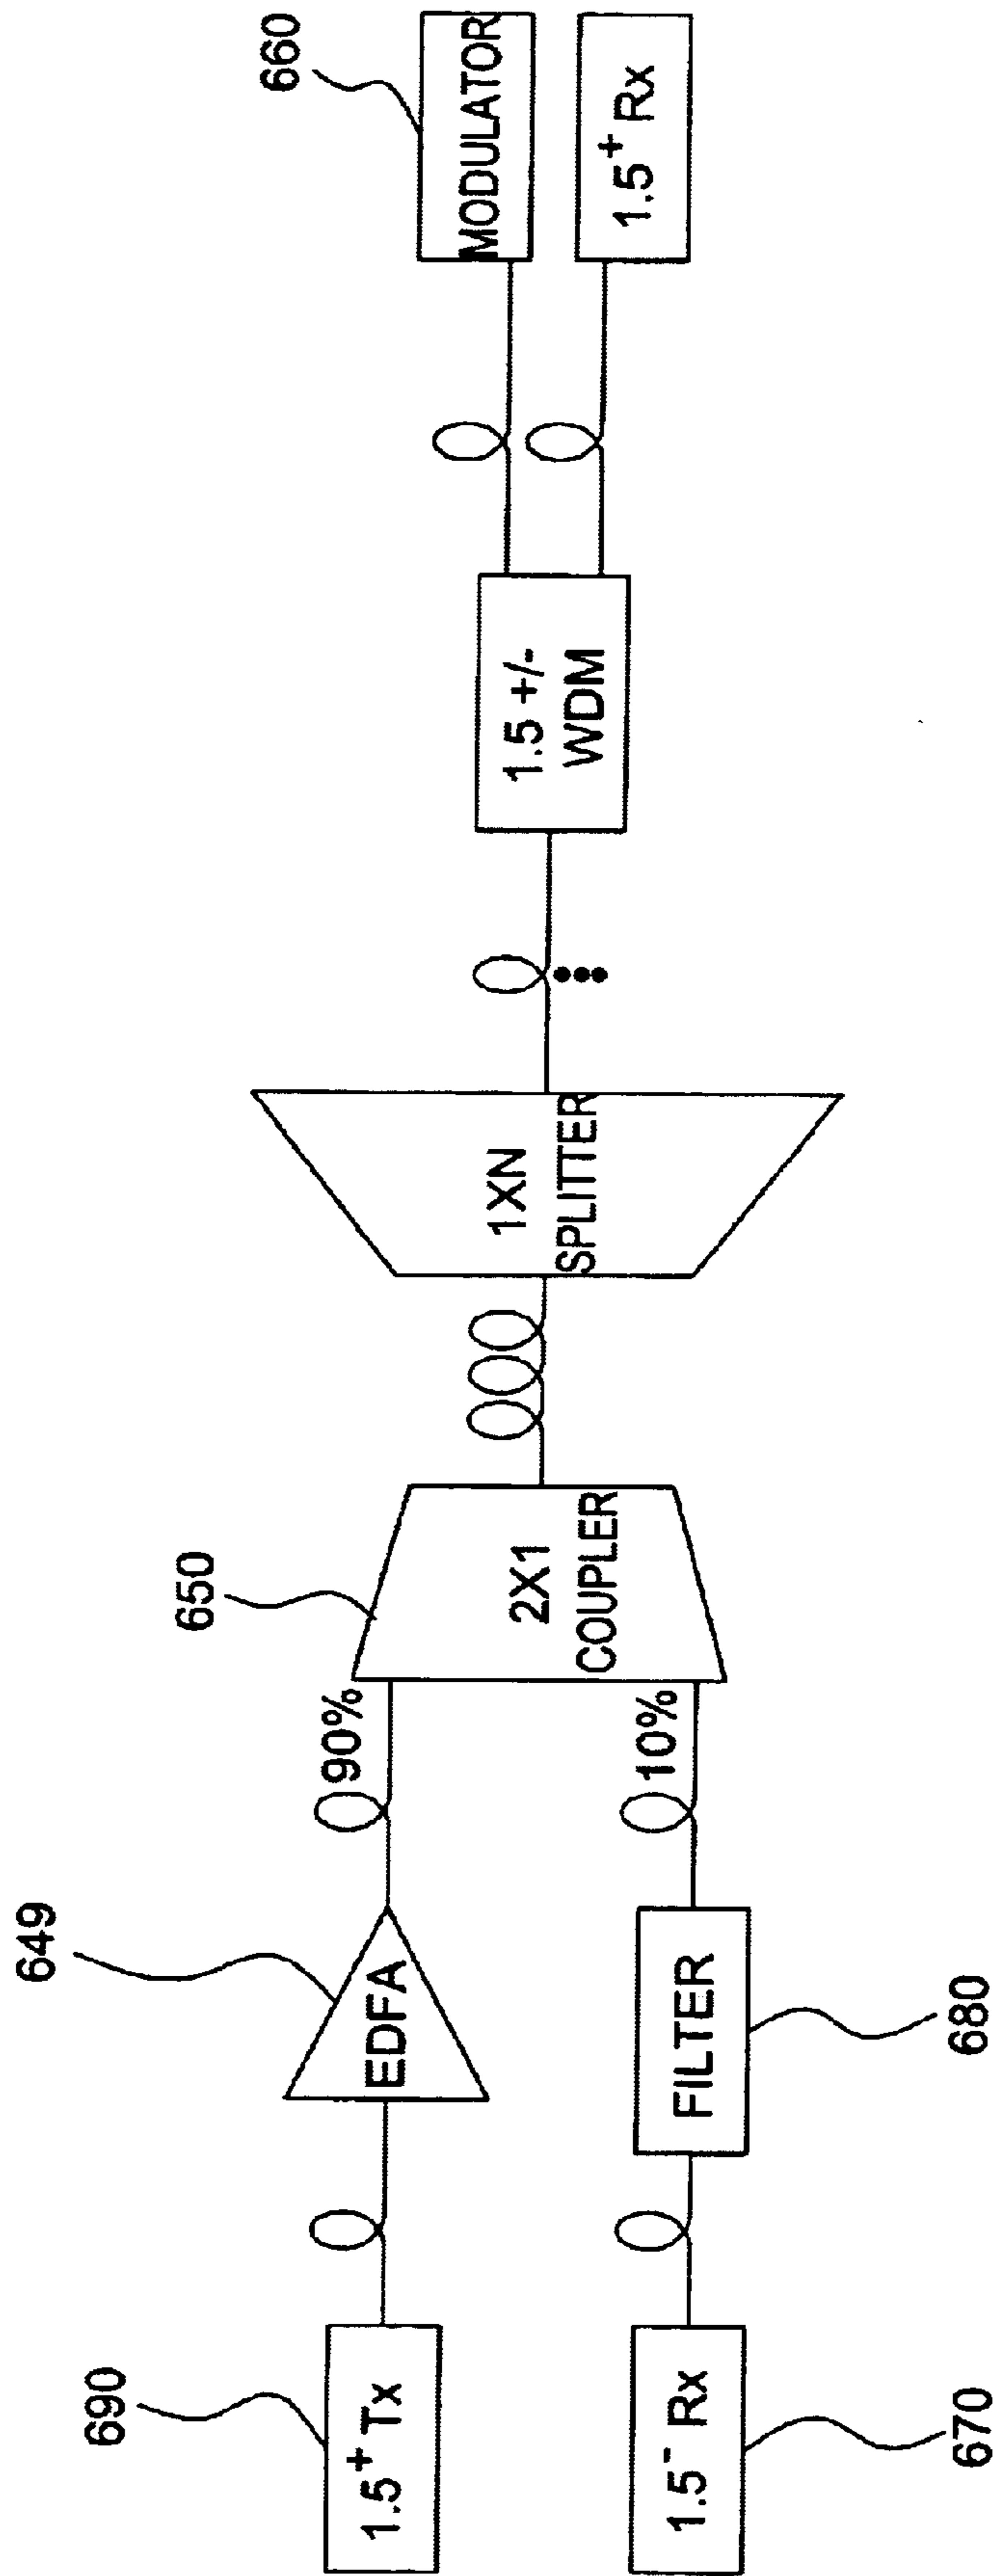 690
1.5+ Tx
649
EDFA
90%
650
2X1
COUPLER
1XN
SPLITTER
1.5 +/-
WDM
660
MODULATOR
1.5+ Rx
670
1.5- Rx
680
FILTER
10%